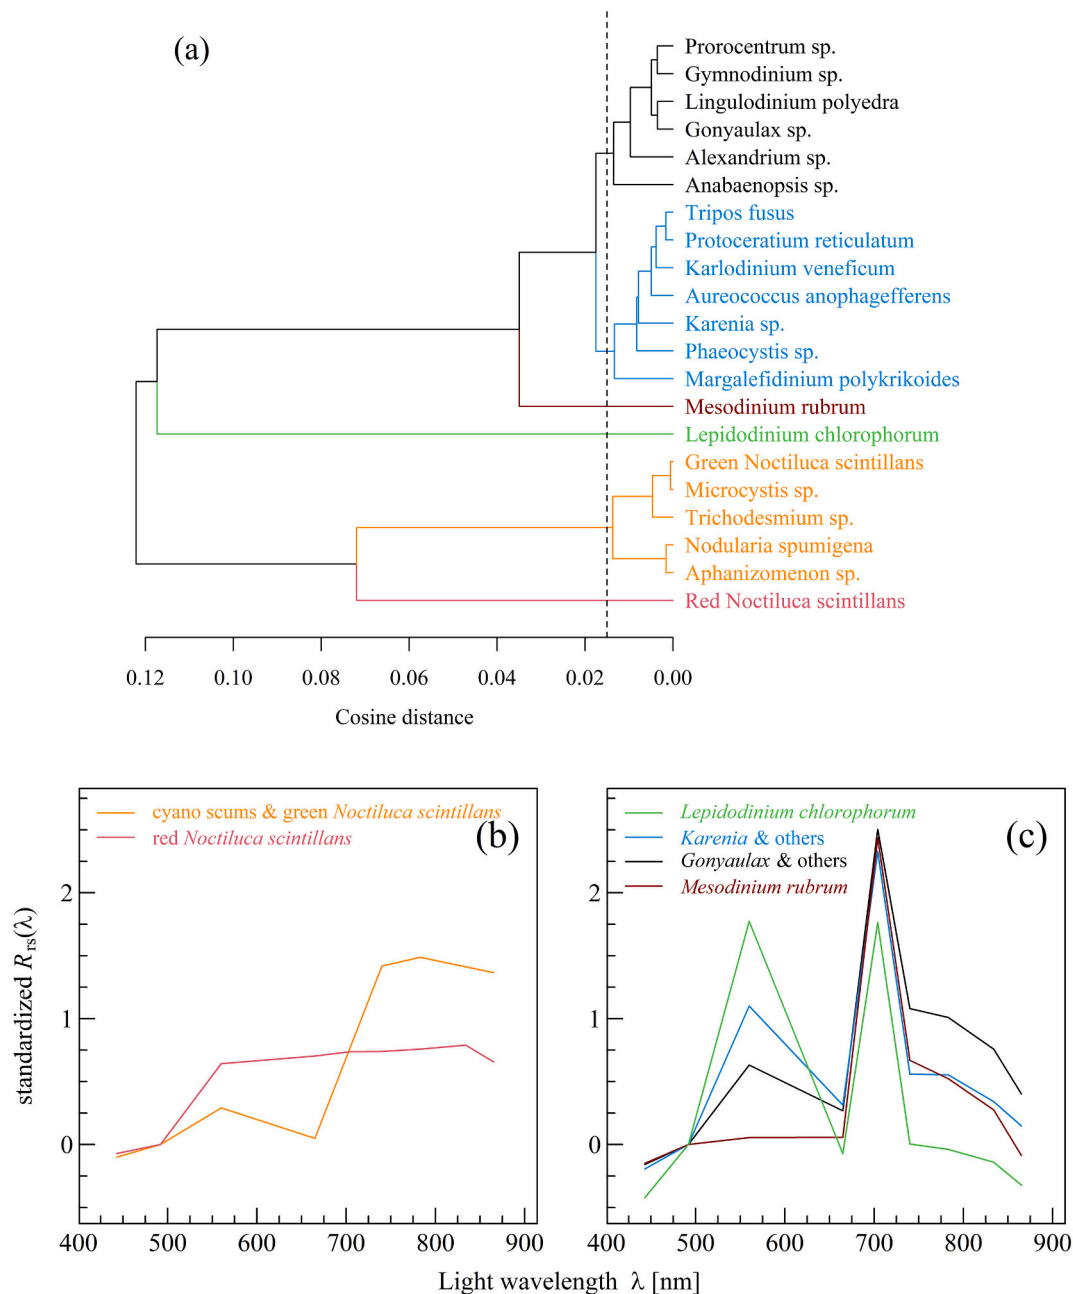 (a)
Prorocentrum sp.
Gymnodinium sp.
Lingulodinium polyedra
Gonyaulax sp.
Alexandrium sp.
Anabaenopsis sp.
Tripos fusus
Protoceratium reticulatum
Karlodinium veneficum
Aureococcus anophagefferens
Karenia sp.
Phaeocystis sp.
Margalefidinium polykrikoides
Mesodinium rubrum
Lepidodinium chlorophorum
Green Noctiluca scintillans
Microcystis sp.
Trichodesmium sp.
Nodularia spumigena
Aphanizomenon sp.
Red Noctiluca scintillans
0.12 0.10 0.08 0.06 0.04 0.02 0.00
Cosine distance
cyano scums & green Noctiluca scintillans
red Noctiluca scintillans
(b)
standardized Rrs(λ)
2
1
0
400 500 600 700 800 900
Lepidodinium chlorophorum
Karenia & others
Gonyaulax & others
Mesodinium rubrum
(c)
2
1
0
400 500 600 700 800 900
Light wavelength λ [nm]